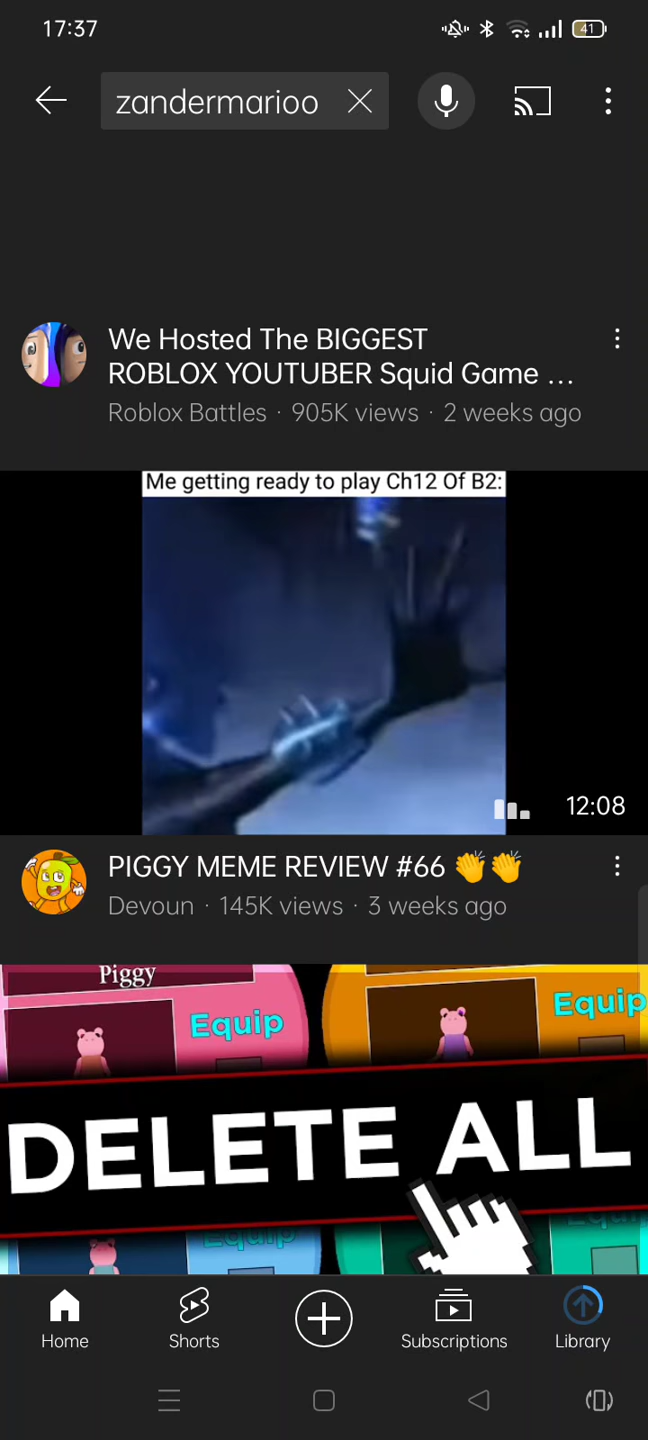 17:37
41
zandermarioo
We Hosted The BIGGEST
ROBLOX YOUTUBER Squid Game ...
Roblox Battles · 905K views · 2 weeks ago
Me getting ready to play Ch12 Of B2:
12:08
PIGGY MEME REVIEW #66 👏👏
Devoun · 145K views · 3 weeks ago
Piggy
Equip
Equip
DELETE ALL
Equip
Equip
Home
Shorts
Subscriptions
Library